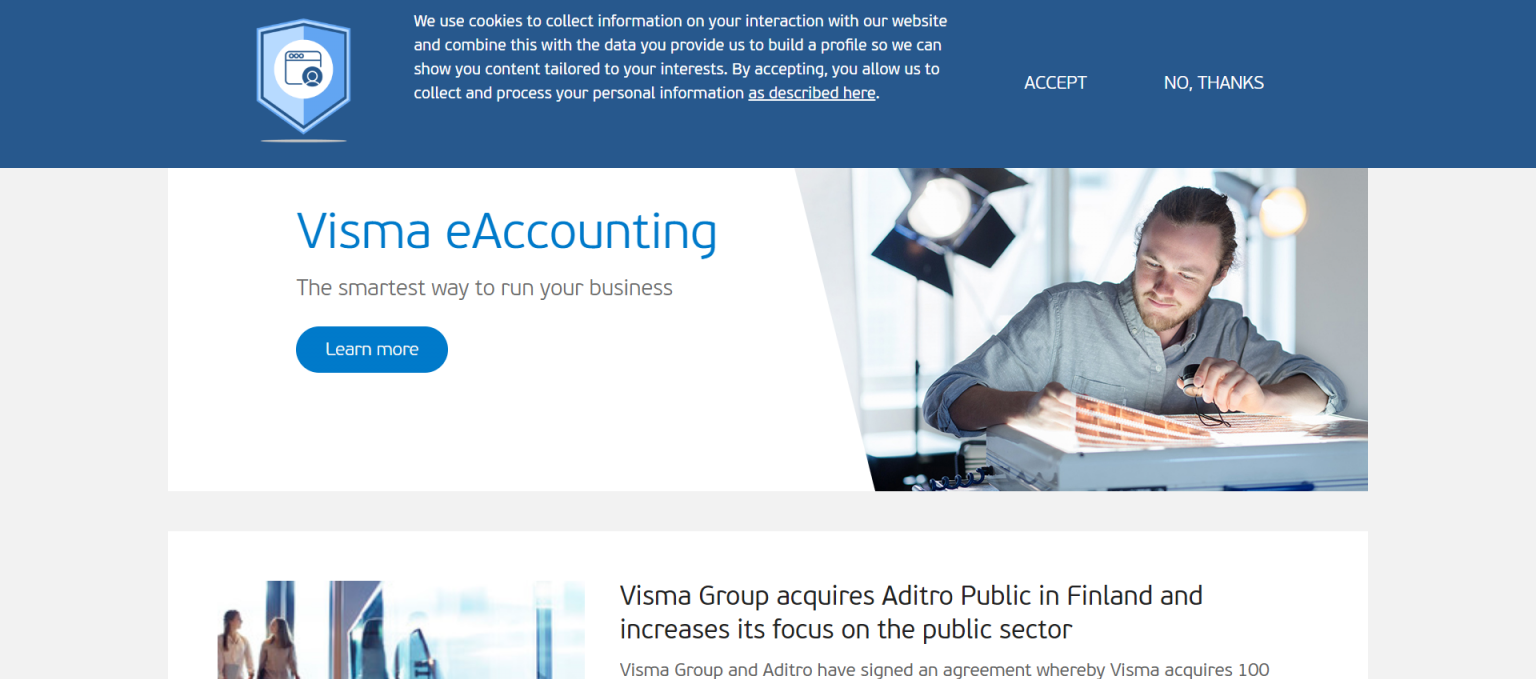 We use cookies to collect information on your interaction with our website
and combine this with the data you provide us to build a profile so we can
show you content tailored to your interests. By accepting, you allow us to
collect and process your personal information as described here.
ACCEPT
NO, THANKS
Visma eAccounting
The smartest way to run your business
Learn more
Visma Group acquires Aditro Public in Finland and
increases its focus on the public sector
Visma Group and Aditro have signed an agreement whereby Visma acquires 100